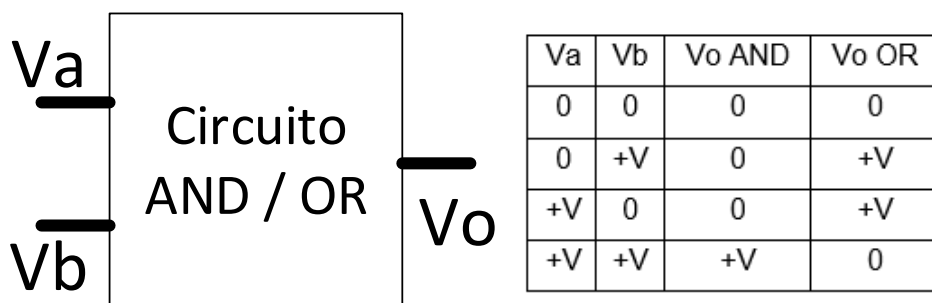 Va
Circuito
AND / OR
Vb
Vo
Va Vb Vo AND Vo OR
0 0 0 0
0 +V 0 +V
+V 0 0 +V
+V +V +V 0